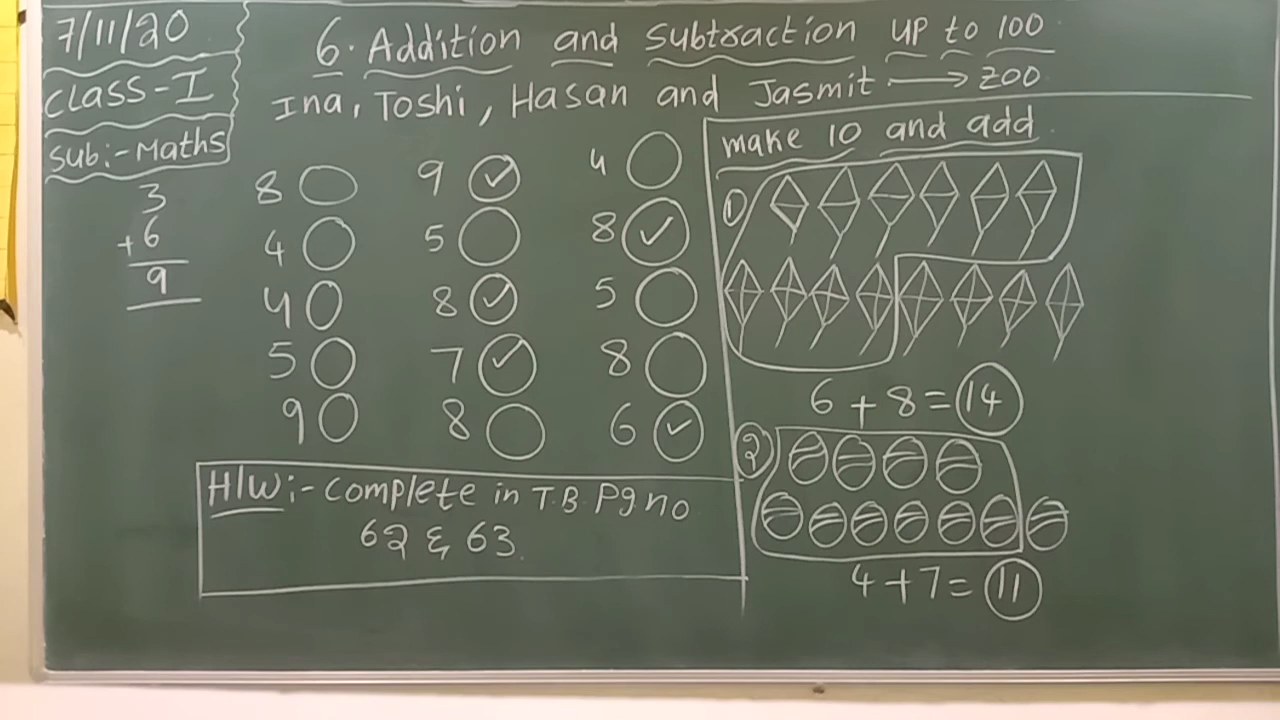 7/11/20
Class-I
Sub:-Maths
6. Addition and Subtraction up to 100
Ina, Toshi, Hasan and Jasmit → ZOO
3
+6
9
8 9 ✓ 4
4 5 8 ✓
4 8 ✓ 5
5 7 ✓ 8
9 8 6 ✓
H/W:- Complete in T.B. Pg no
62 & 63.
make 10 and add
1)
6 + 8 = 14
2)
4 + 7 = 11